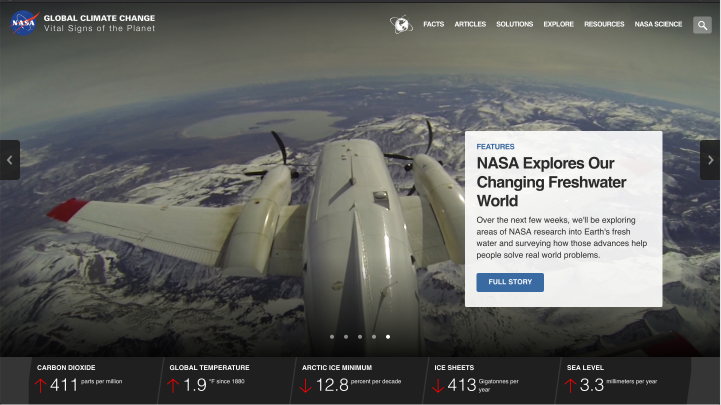 NASA
GLOBAL CLIMATE CHANGE
Vital Signs of the Planet
FACTS ARTICLES SOLUTIONS EXPLORE RESOURCES NASA SCIENCE
FEATURES
NASA Explores Our
Changing Freshwater
World
Over the next few weeks, we'll be exploring
areas of NASA research into Earth's fresh
water and surveying how those advances help
people solve real world problems.
FULL STORY
CARBON DIOXIDE
411 parts per million
GLOBAL TEMPERATURE
1.9 °F since 1880
ARCTIC ICE MINIMUM
12.8 percent per decade
ICE SHEETS
413 Gigatonnes per
year
SEA LEVEL
3.3 millimeters per year